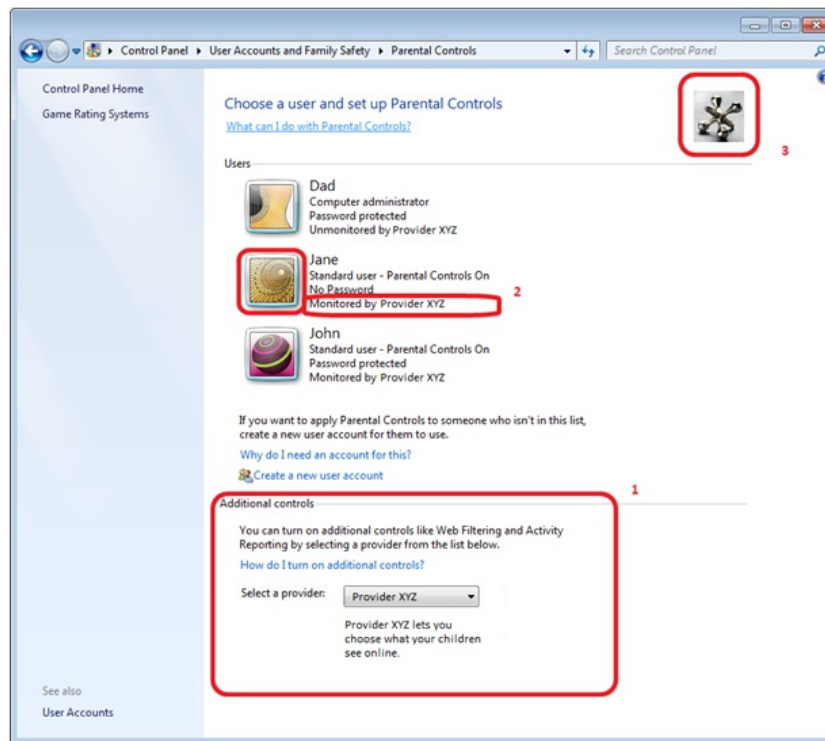 Control Panel ▸ User Accounts and Family Safety ▸ Parental Controls
Search Control Panel
Control Panel Home
Game Rating Systems
Choose a user and set up Parental Controls
What can I do with Parental Controls?
3
Users
Dad
Computer administrator
Password protected
Unmonitored by Provider XYZ
Jane
Standard user - Parental Controls On
No Password
Monitored by Provider XYZ
2
John
Standard user - Parental Controls On
Password protected
Monitored by Provider XYZ
If you want to apply Parental Controls to someone who isn't in this list,
create a new user account for them to use.
Why do I need an account for this?
Create a new user account
1
Additional controls
You can turn on additional controls like Web Filtering and Activity
Reporting by selecting a provider from the list below.
How do I turn on additional controls?
Select a provider:
Provider XYZ
Provider XYZ lets you
choose what your children
see online.
See also
User Accounts